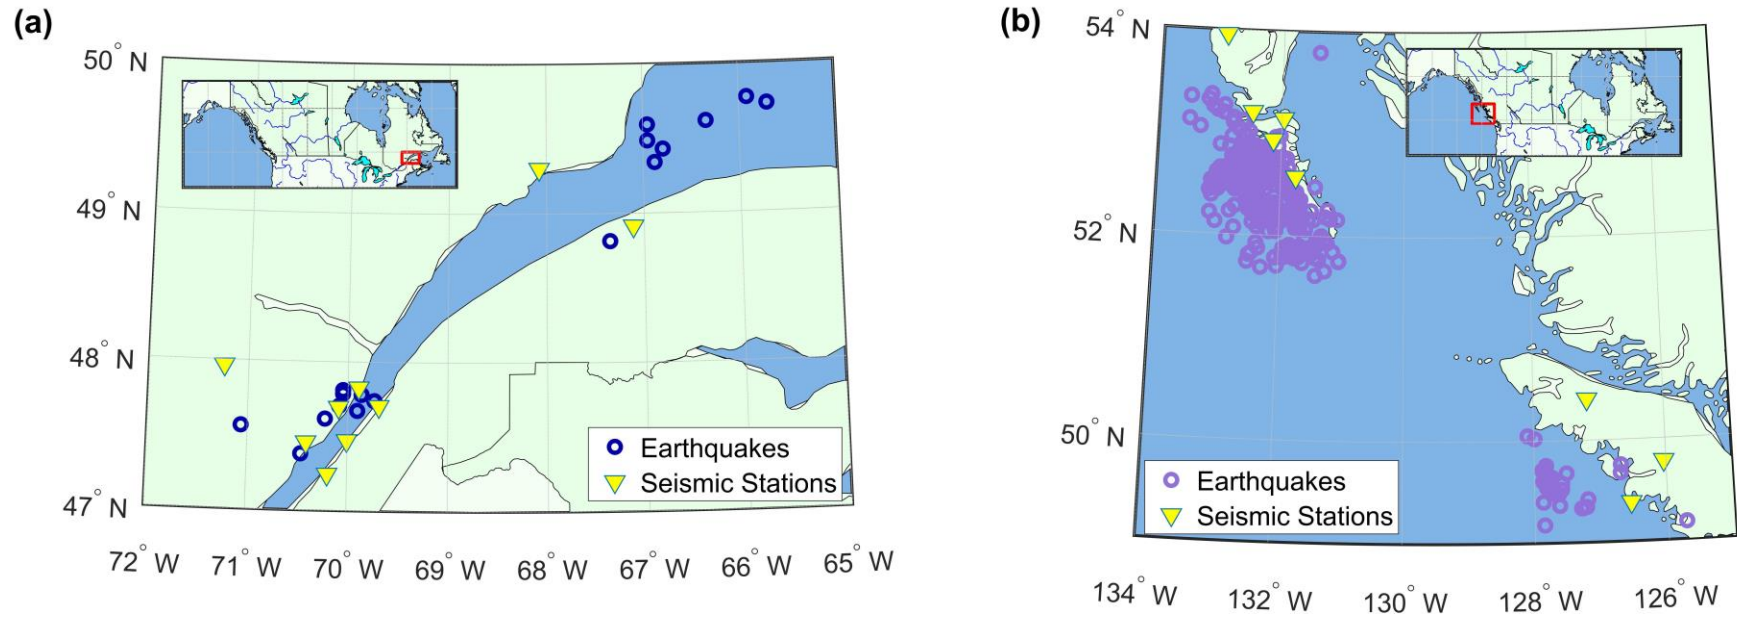 (a)
50° N
49° N
48° N
47° N
72° W 71° W 70° W 69° W 68° W 67° W 66° W 65° W
Earthquakes
Seismic Stations
(b)
54° N
52° N
50° N
134° W 132° W 130° W 128° W 126° W
Earthquakes
Seismic Stations